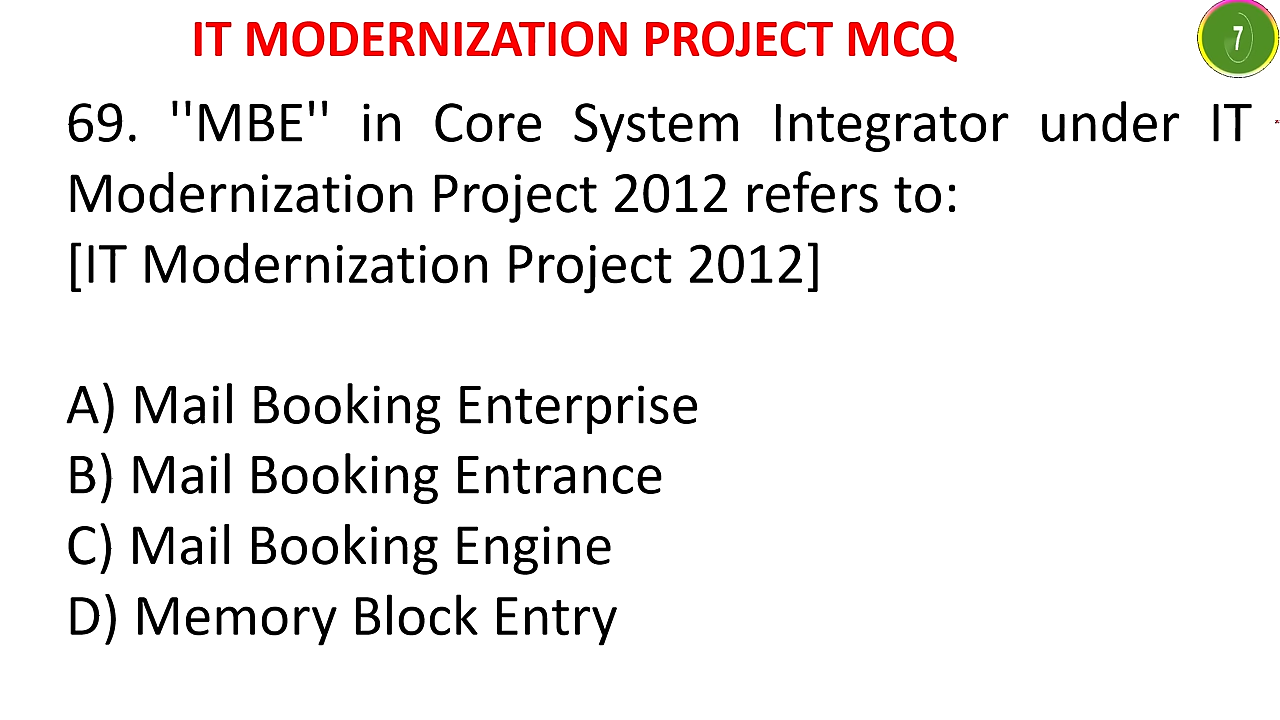 IT MODERNIZATION PROJECT MCQ
7
69. "MBE" in Core System Integrator under IT
Modernization Project 2012 refers to:
[IT Modernization Project 2012]
A) Mail Booking Enterprise
B) Mail Booking Entrance
C) Mail Booking Engine
D) Memory Block Entry